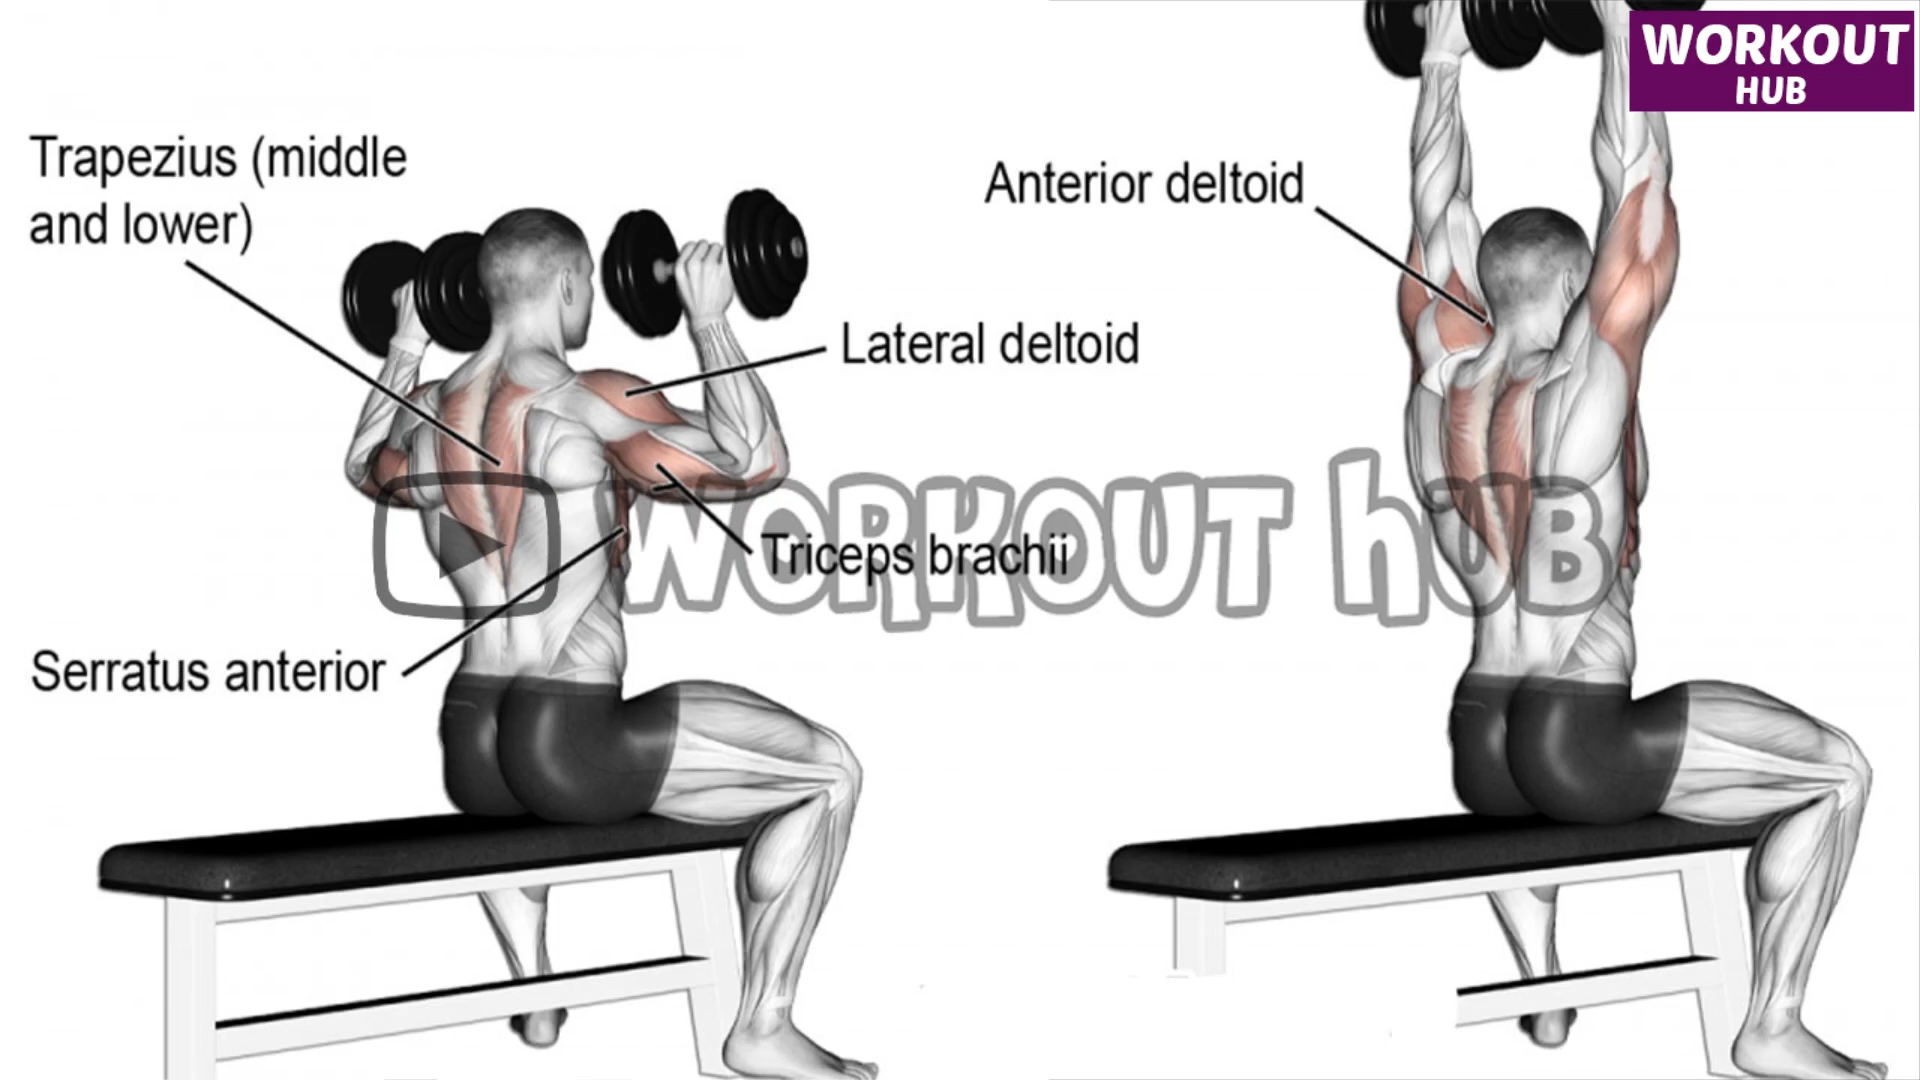 WORKOUT
HUB
Trapezius (middle
and lower)
Anterior deltoid
Lateral deltoid
WORKOUT hUB
Triceps brachii
Serratus anterior